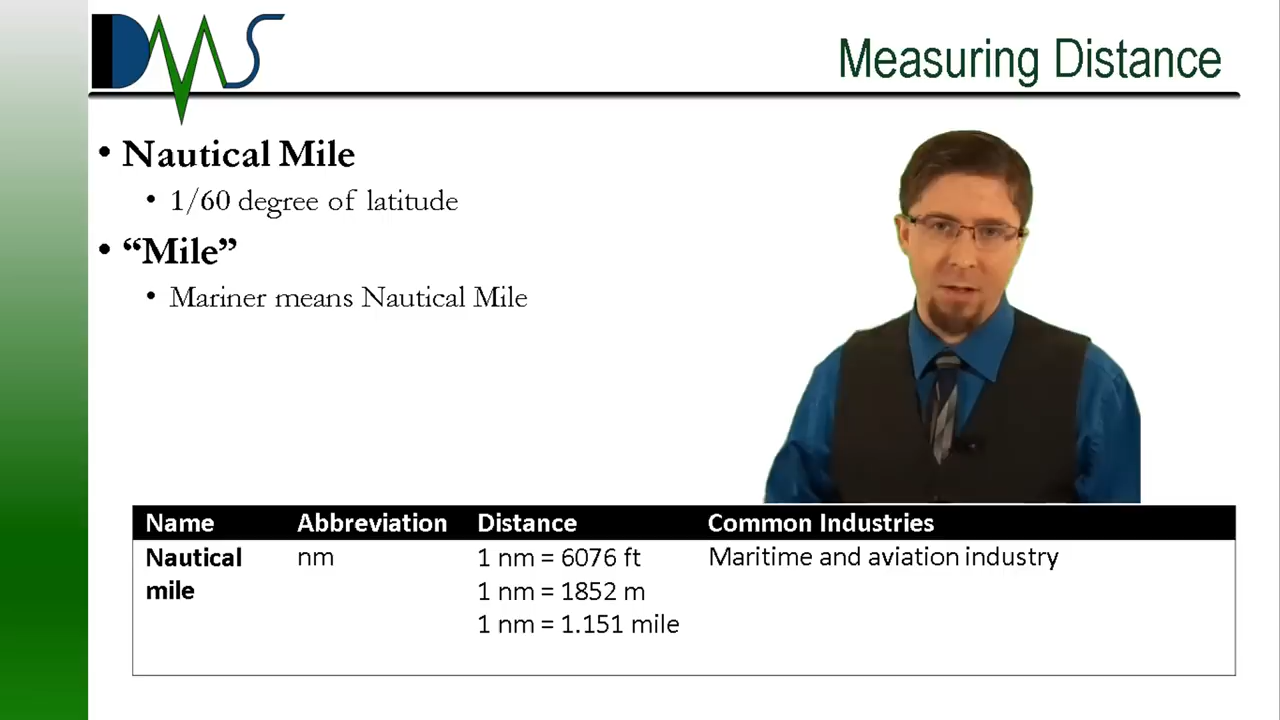 DMS
Measuring Distance
• Nautical Mile
• 1/60 degree of latitude
• “Mile”
• Mariner means Nautical Mile
Name Abbreviation Distance Common Industries
Nautical nm 1 nm = 6076 ft Maritime and aviation industry
mile 1 nm = 1852 m
1 nm = 1.151 mile